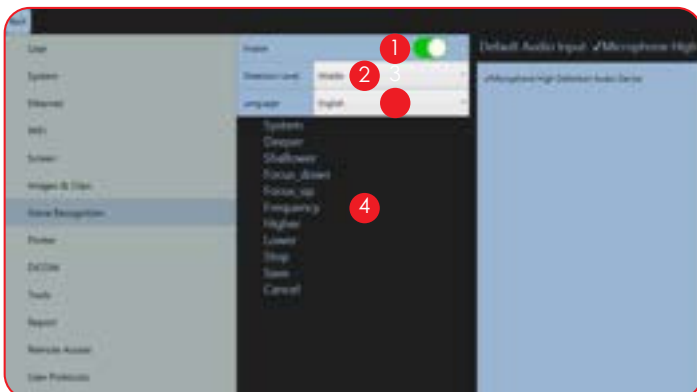 User
Enable
1
Default Audio Input: ✓Microphone High
System
Detection Level
Middle
2
3
✓Microphone High Definition Audio Device
Ethernet
Language
English
WiFi
System
Deeper
Screen
Shallower
Focus_down
Images & Clips
Focus_up
Frequency
4
Voice Recognition
Higher
Printer
Lower
Stop
DICOM
Save
Tools
Cancel
Report
Remote Access
User Protocols